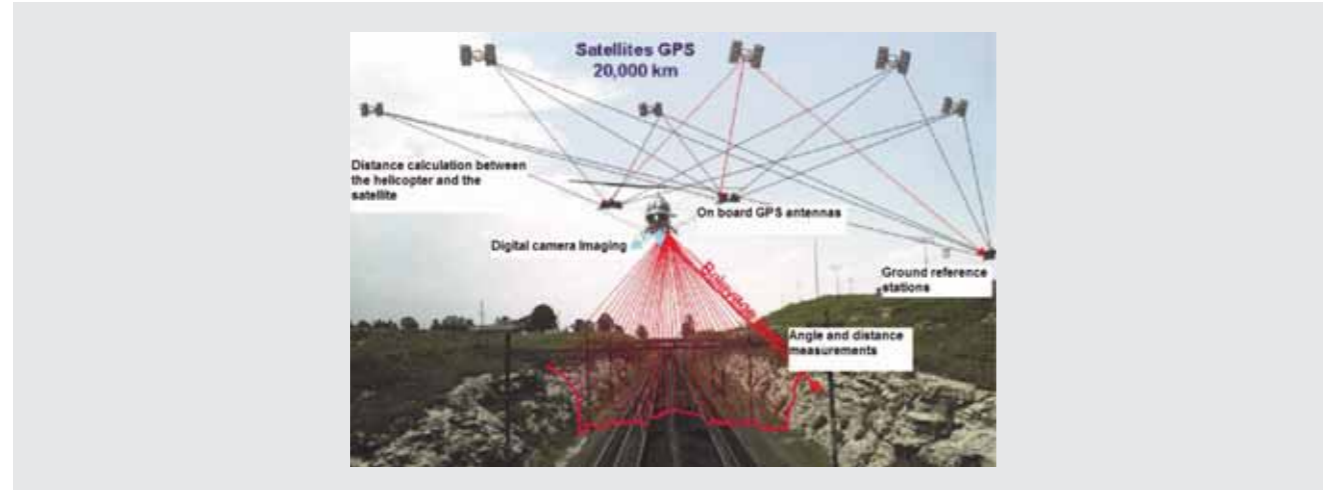 Satellites GPS
20,000 km
Distance calculation between
the helicopter and the
satellite
On board GPS antennas
Digital camera Imaging
Ground reference
stations
Balayage
Angle and distance
measurements